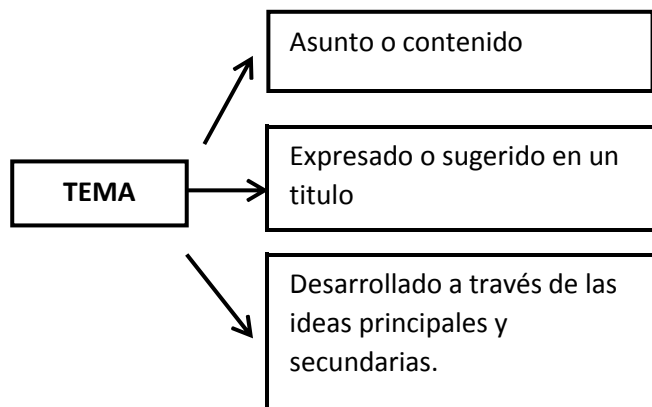 Asunto o contenido
Expresado o sugerido en un
titulo
TEMA
Desarrollado a través de las
ideas principales y
secundarias.